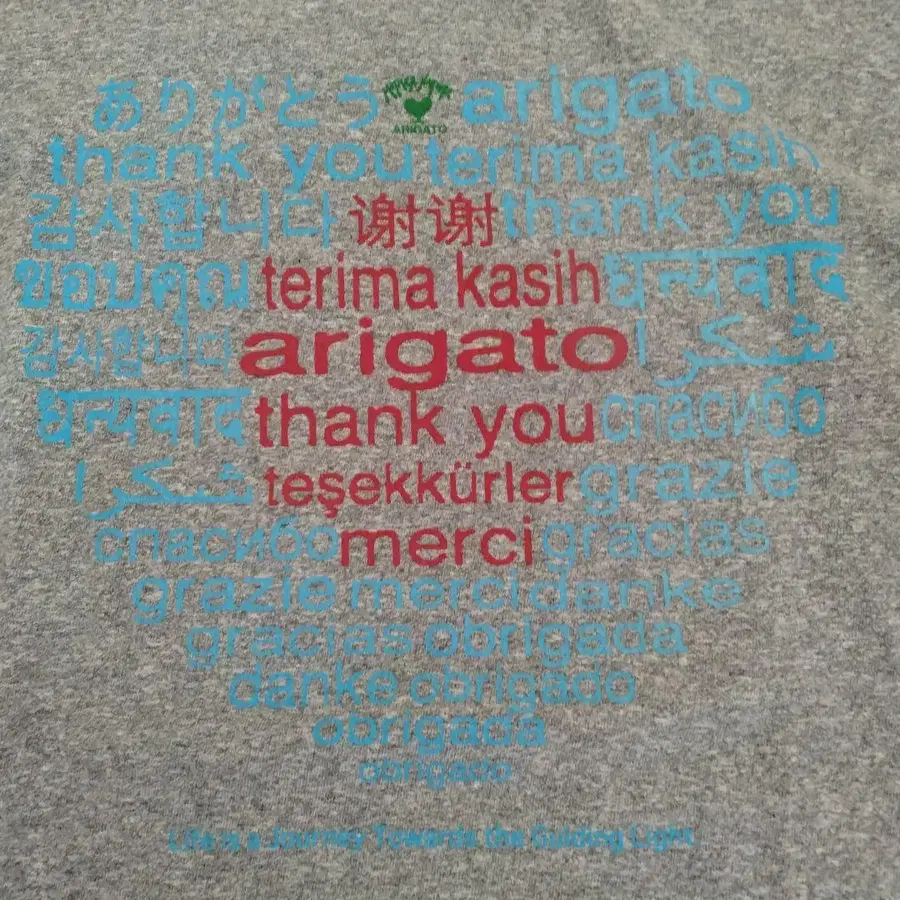 ありがとう ARIGATO arigato
thank you terima kasih
감사합니다 谢谢 thank you
ขอบคุณ terima kasih धन्यवाद
감사합니다 arigato شكرا
धन्यवाद thank you спасибо
شكرا teşekkürler grazie
спасибо merci gracias
grazie merci danke
gracias obrigada
danke obrigado
obrigada
obrigado
Life is a Journey Towards the Guiding Light